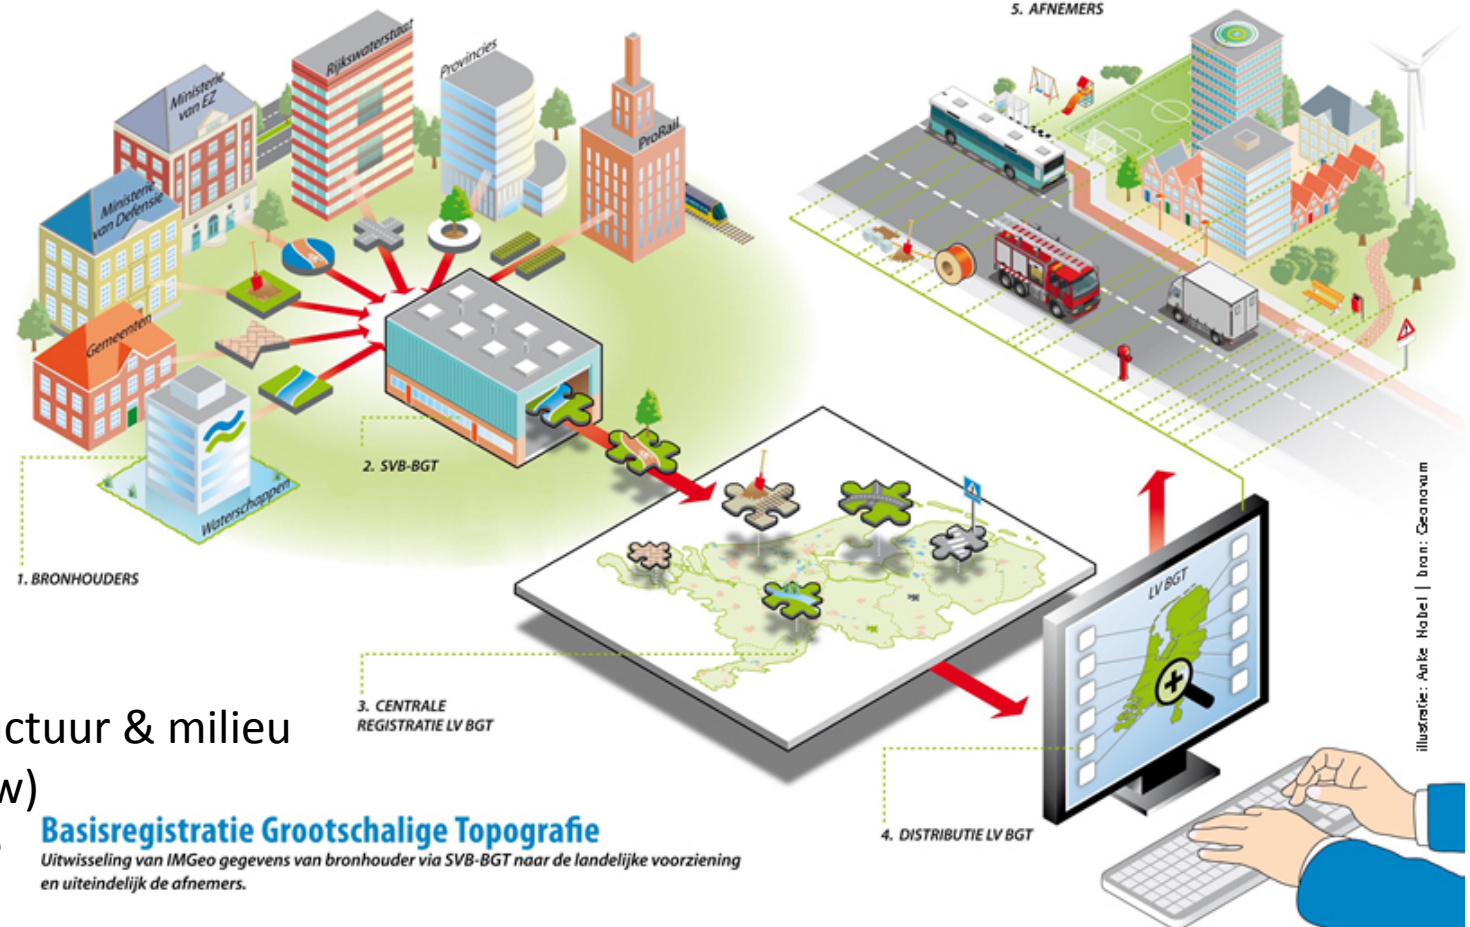 5. AFNEMERS
Rijkswaterstaat
Provincies
Ministerie
van EZ
ProRail
Ministerie
van Defensie
Gemeenten
Waterschappen
2. SVB-BGT
1. BRONHOUDERS
LV BGT
3. CENTRALE
REGISTRATIE LV BGT
4. DISTRIBUTIE LV BGT
illustratie: Anke Nobel | bron: Geonovum
ctuur & milieu
w)
Basisregistratie Grootschalige Topografie
Uitwisseling van IMGeo gegevens van bronhouder via SVB-BGT naar de landelijke voorziening
en uiteindelijk de afnemers.